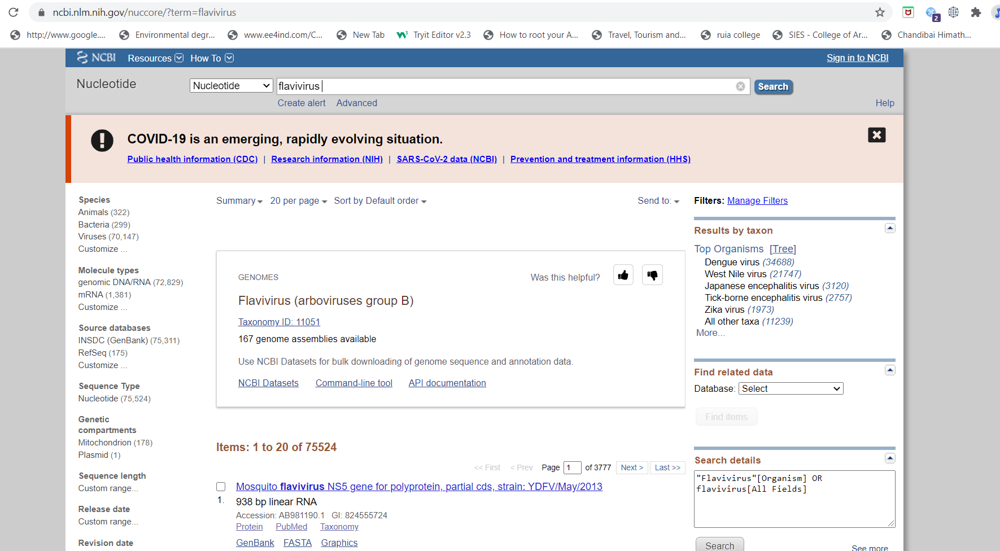 ncbi.nlm.nih.gov/nuccore/?term=flavivirus
2
http://www.google.... Environmental degr... www.ee4ind.com/C... New Tab Tryit Editor v2.3 How to root your A... Travel, Tourism and... ruia college SIES - College of Ar... Chandibai Himath...
NCBI Resources How To Sign in to NCBI
Nucleotide Nucleotide flavivirus Search
Create alert Advanced Help
COVID-19 is an emerging, rapidly evolving situation.
Public health information (CDC) | Research information (NIH) | SARS-CoV-2 data (NCBI) | Prevention and treatment information (HHS)
Species
Animals (322)
Bacteria (299)
Viruses (70,147)
Customize ...
Molecule types
genomic DNA/RNA (72,829)
mRNA (1,381)
Customize ...
Source databases
INSDC (GenBank) (75,311)
RefSeq (175)
Customize ...
Sequence Type
Nucleotide (75,524)
Genetic
compartments
Mitochondrion (178)
Plasmid (1)
Sequence length
Custom range...
Release date
Custom range...
Revision date
Summary 20 per page Sort by Default order Send to:
GENOMES Was this helpful?
Flavivirus (arboviruses group B)
Taxonomy ID: 11051
167 genome assemblies available
Use NCBI Datasets for bulk downloading of genome sequence and annotation data.
NCBI Datasets Command-line tool API documentation
Items: 1 to 20 of 75524
<< First < Prev Page 1 of 3777 Next > Last >>
Mosquito flavivirus NS5 gene for polyprotein, partial cds, strain: YDFV/May/2013
1. 938 bp linear RNA
Accession: AB981190.1 GI: 824555724
Protein PubMed Taxonomy
GenBank FASTA Graphics
Filters: Manage Filters
Results by taxon
Top Organisms [Tree]
Dengue virus (34688)
West Nile virus (21747)
Japanese encephalitis virus (3120)
Tick-borne encephalitis virus (2757)
Zika virus (1973)
All other taxa (11239)
More...
Find related data
Database: Select
Find items
Search details
"Flavivirus"[Organism] OR
flavivirus[All Fields]
Search See more